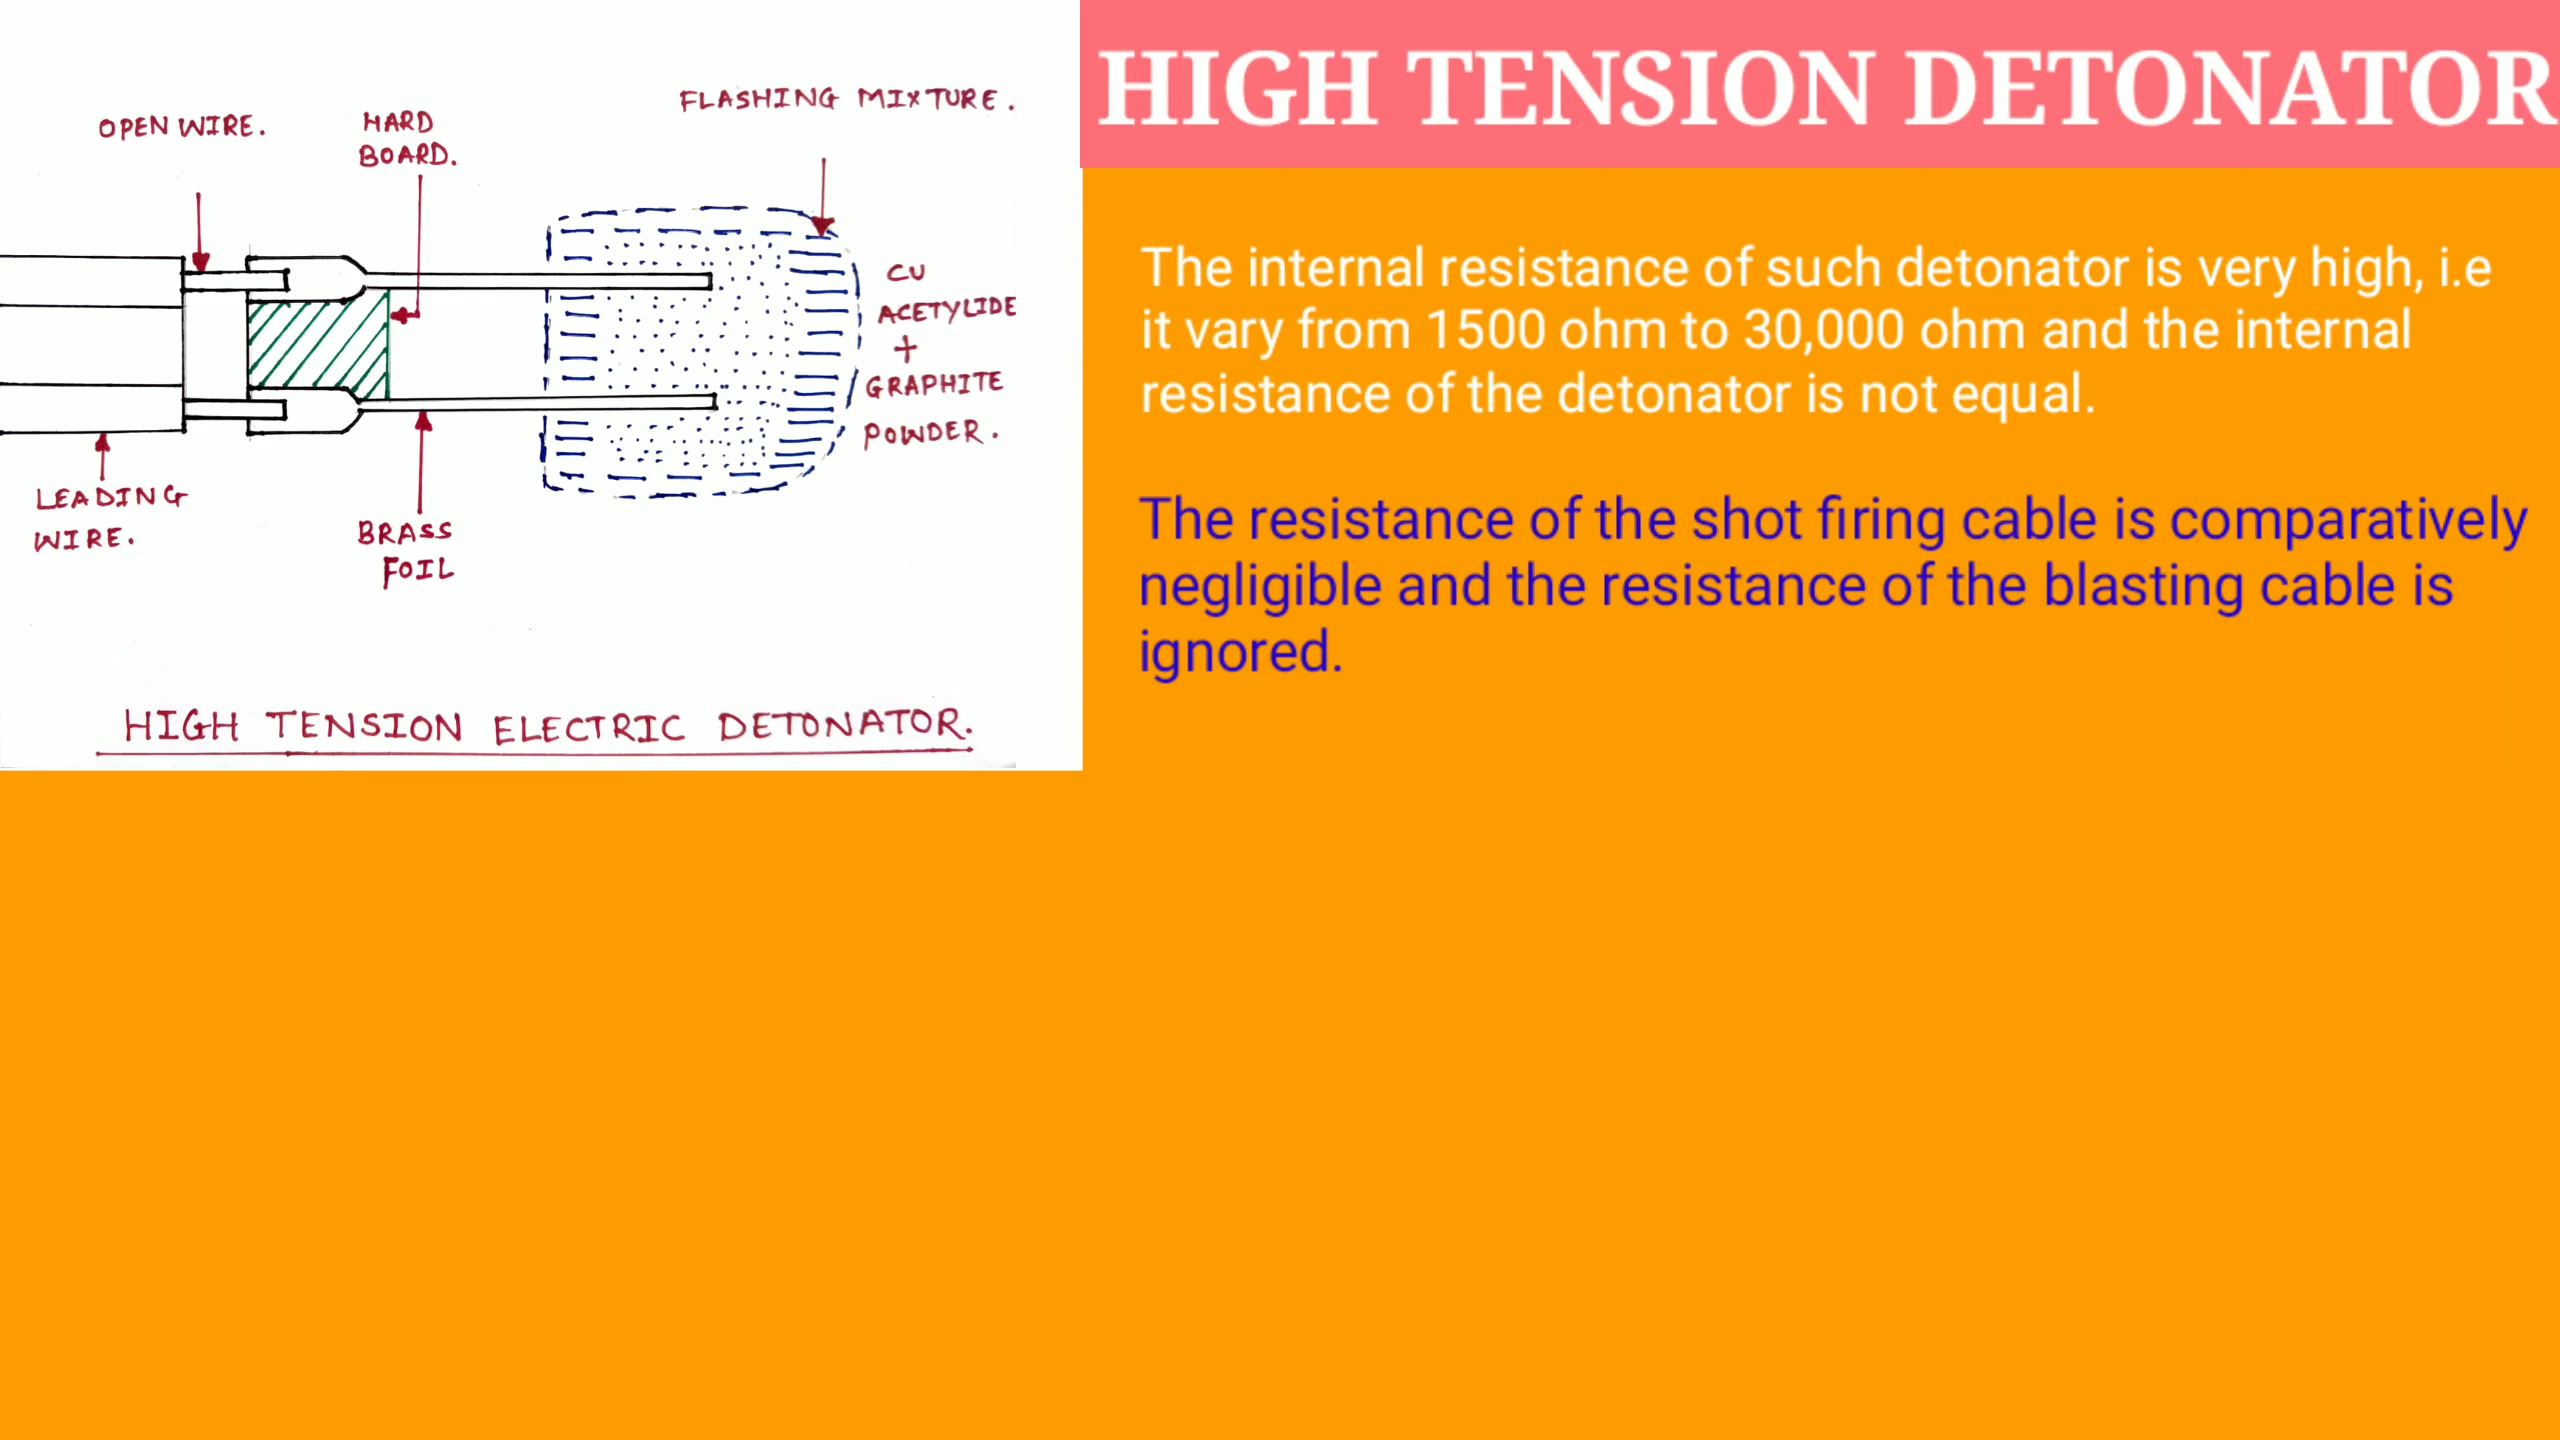 HIGH TENSION DETONATOR
OPEN WIRE.
HARD
BOARD.
FLASHING MIXTURE.
CU
ACETYLIDE
+
GRAPHITE
POWDER.
LEADING
WIRE.
BRASS
FOIL
HIGH TENSION ELECTRIC DETONATOR.
The internal resistance of such detonator is very high, i.e
it vary from 1500 ohm to 30,000 ohm and the internal
resistance of the detonator is not equal.
The resistance of the shot firing cable is comparatively
negligible and the resistance of the blasting cable is
ignored.